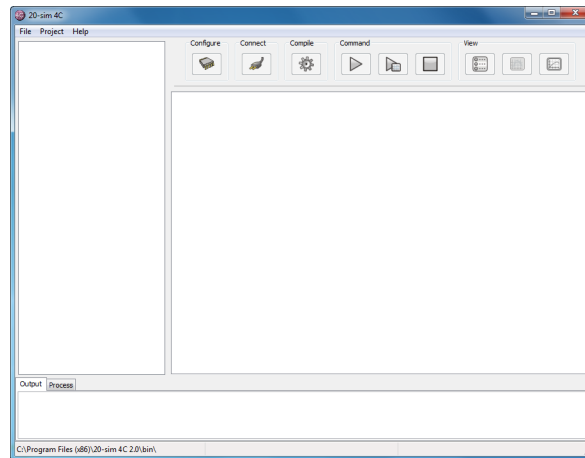 20-sim 4C
File Project Help
Configure Connect Compile Command View
Output Process
C:\Program Files (x86)\20-sim 4C 2.0\bin\